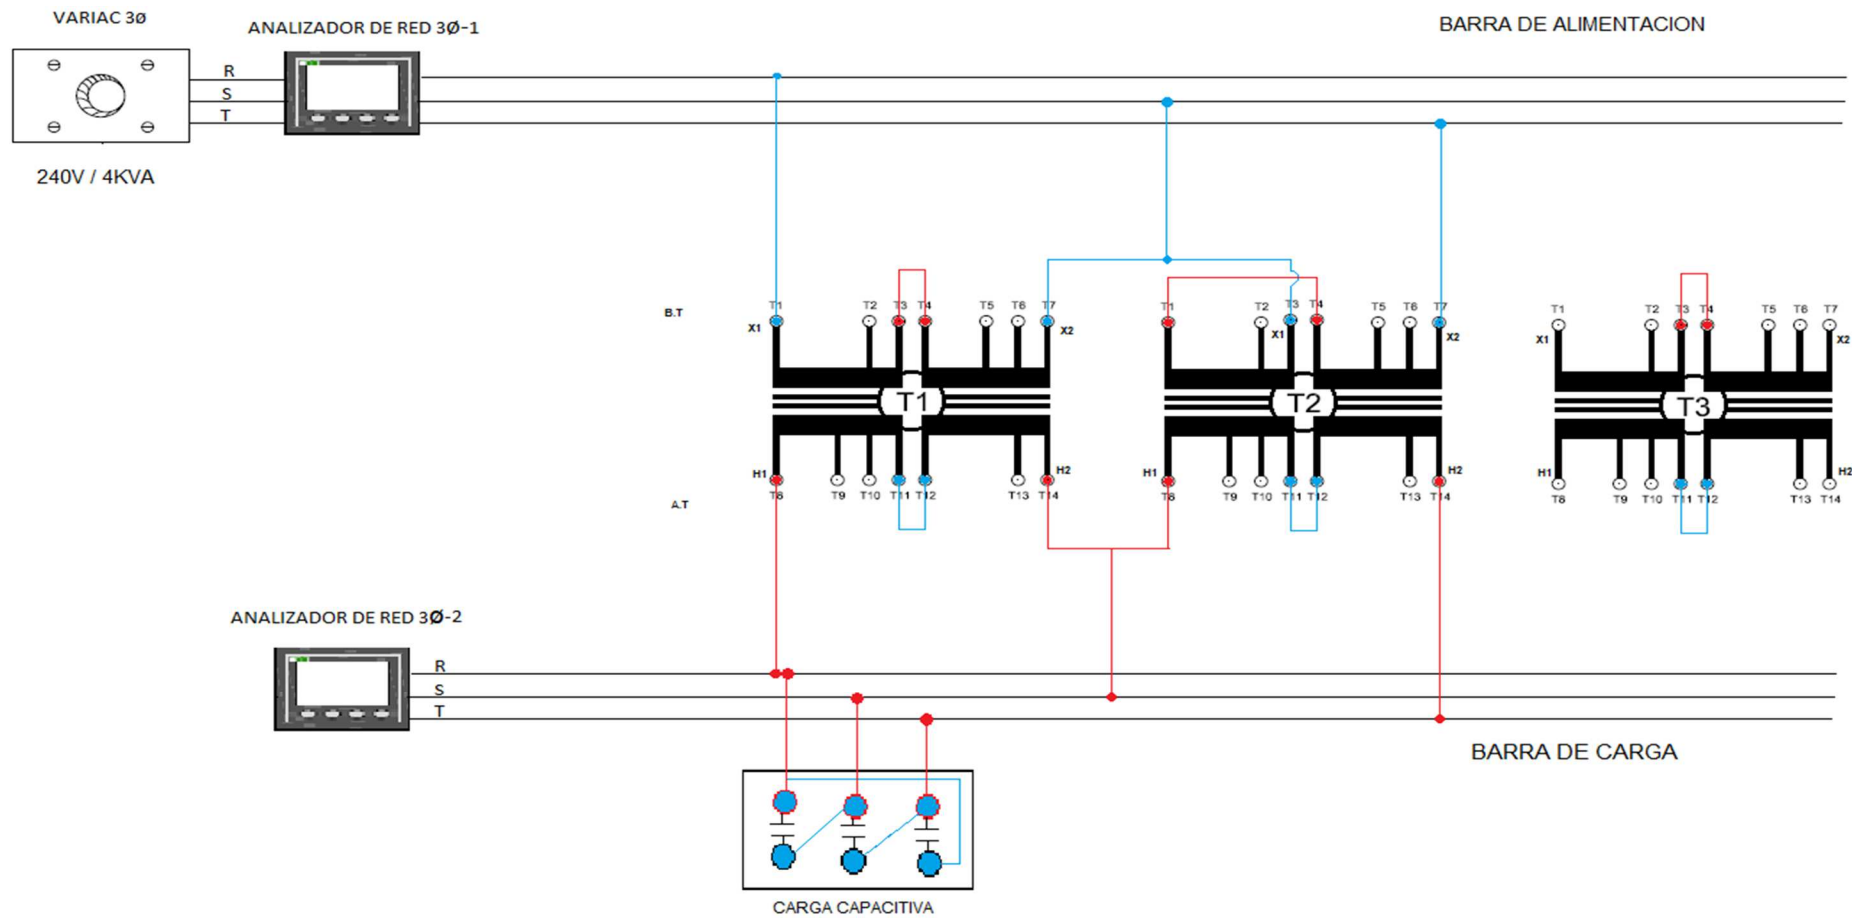 VARIAC 3ø
ANALIZADOR DE RED 3Ø-1
BARRA DE ALIMENTACION
R
S
T
240V / 4KVA
B.T
T1 T2 T3 T4 T5 T6 T7
X1 X2
T1
H1 H2
T8 T9 T10 T11 T12 T13 T14
A.T
T1 T2 T3 T4 T5 T6 T7
X1 X2
T2
H1 H2
T8 T9 T10 T11 T12 T13 T14
T1 T2 T3 T4 T5 T6 T7
X1 X2
T3
H1 H2
T8 T9 T10 T11 T12 T13 T14
ANALIZADOR DE RED 3Ø-2
R
S
T
BARRA DE CARGA
CARGA CAPACITIVA